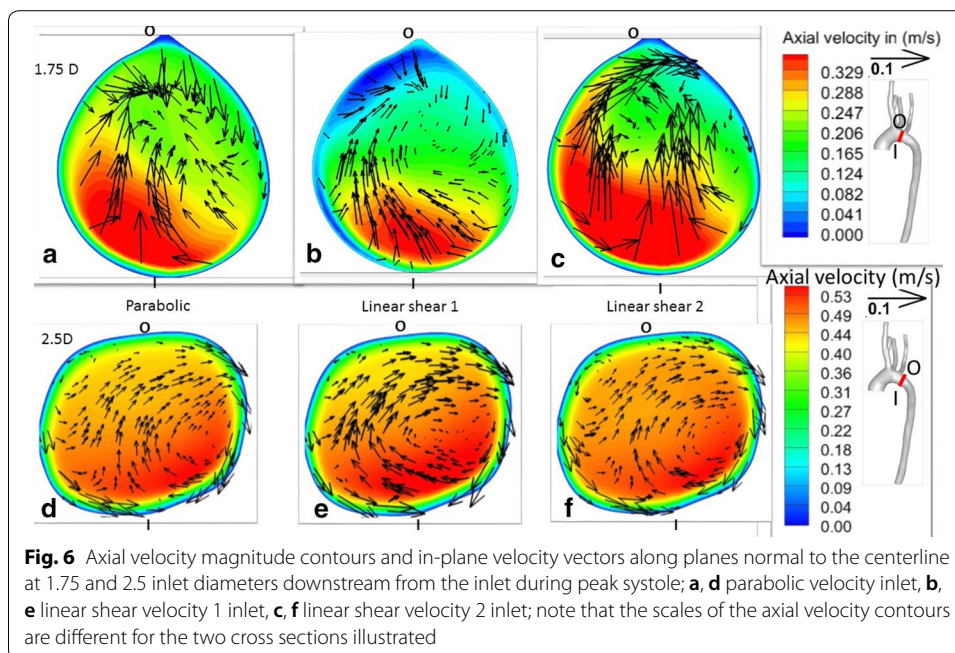 O
O
O
1.75 D
a
b
c
I
I
I
Axial velocity in (m/s)
0.1
0.329
0.288
0.247
0.206
0.165
0.124
0.082
0.041
0.000
O
I
Parabolic
Linear shear 1
Linear shear 2
O
O
O
2.5D
d
e
f
I
I
I
Axial velocity (m/s)
0.1
0.53
0.49
0.44
0.40
0.36
0.31
0.27
0.22
0.18
0.13
0.09
0.04
0.00
O
I
Fig. 6 Axial velocity magnitude contours and in-plane velocity vectors along planes normal to the centerline
at 1.75 and 2.5 inlet diameters downstream from the inlet during peak systole; a, d parabolic velocity inlet, b,
e linear shear velocity 1 inlet, c, f linear shear velocity 2 inlet; note that the scales of the axial velocity contours
are different for the two cross sections illustrated